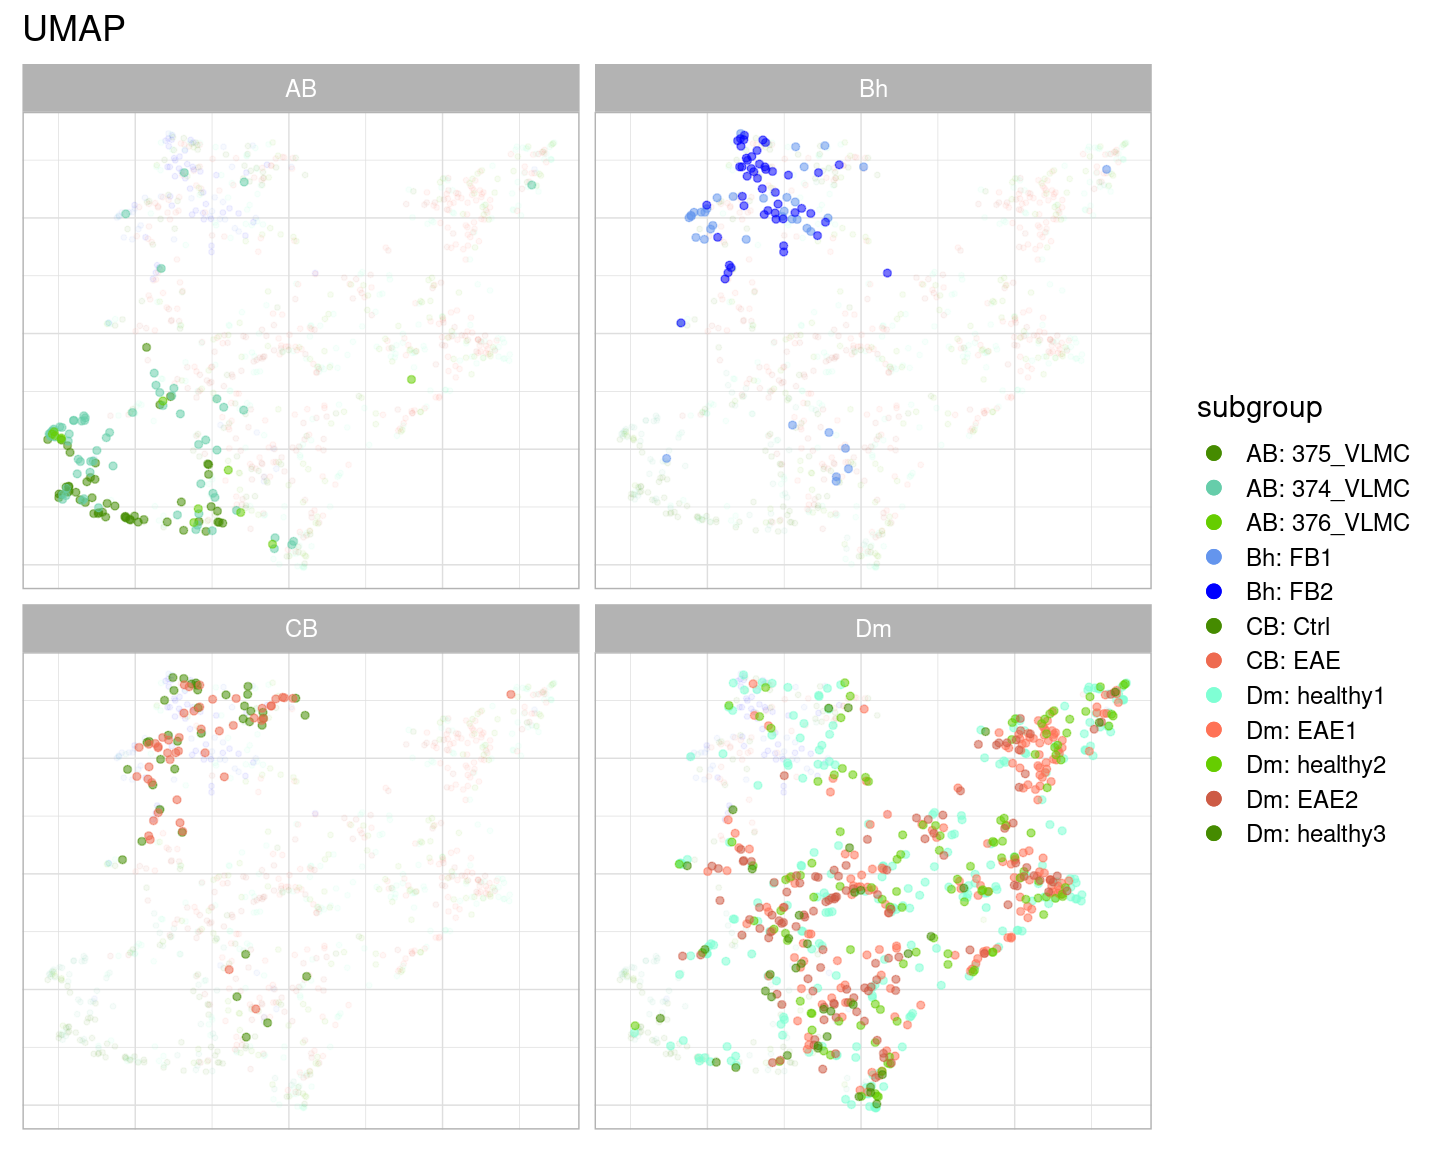 UMAP
AB
Bh
CB
Dm
subgroup
AB: 375_VLMC
AB: 374_VLMC
AB: 376_VLMC
Bh: FB1
Bh: FB2
CB: Ctrl
CB: EAE
Dm: healthy1
Dm: EAE1
Dm: healthy2
Dm: EAE2
Dm: healthy3